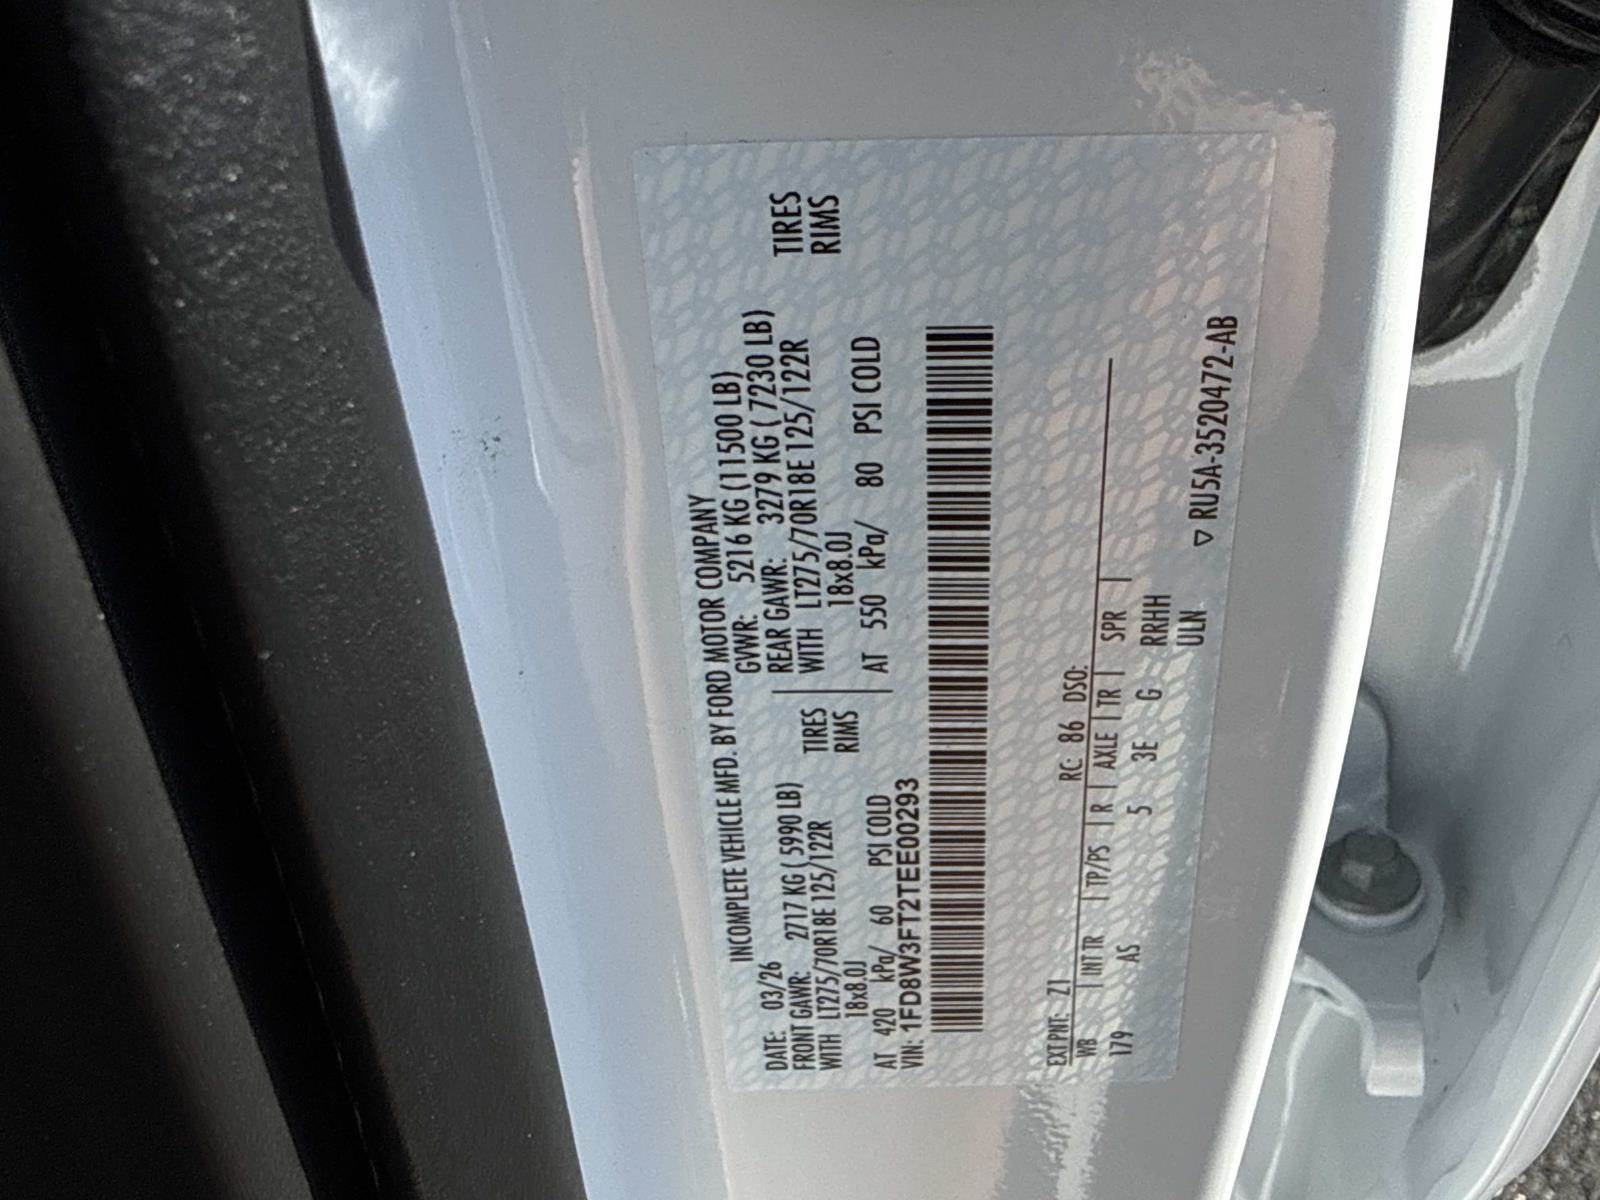 INCOMPLETE VEHICLE MFD. BY FORD MOTOR COMPANY
DATE: 03/26 GVWR: 5216 KG (11500 LB)
FRONT GAWR: 2717 KG ( 5990 LB) REAR GAWR: 3279 KG ( 7230 LB)
WITH LT275/70R18E 125/122R TIRES WITH LT275/70R18E 125/122R TIRES
18x8.0J RIMS 18x8.0J RIMS
AT 420 kPa/ 60 PSI COLD AT 550 kPa/ 80 PSI COLD
VIN: 1FD8W3FT2TEE00293
EXT PNT: Z1 RC: 86 DSO:
WB INT TR TP/PS R AXLE TR SPR
179 AS 5 3E G RRHH
ULN
▽ RU5A-3520472-AB